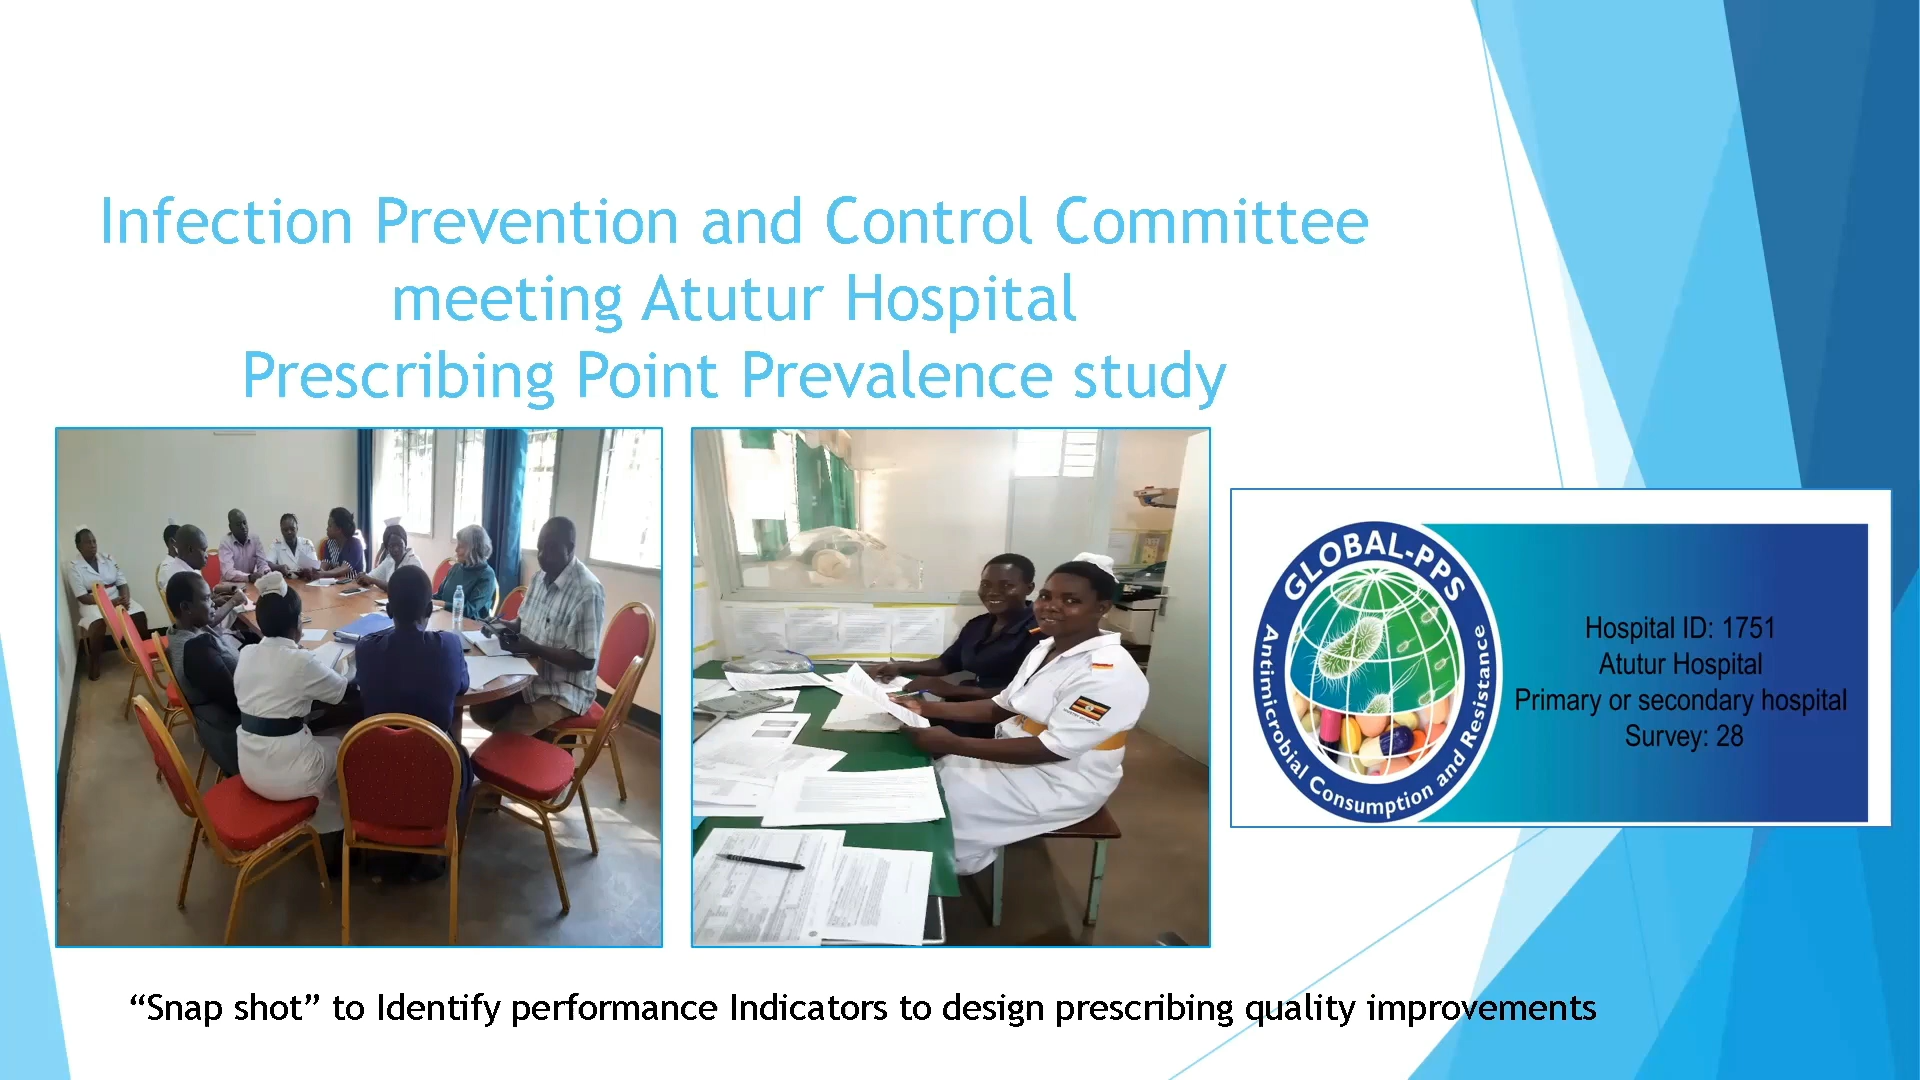 Infection Prevention and Control Committee
meeting Atutur Hospital
Prescribing Point Prevalence study
GLOBAL-PPS
Antimicrobial Consumption and Resistance
Hospital ID: 1751
Atutur Hospital
Primary or secondary hospital
Survey: 28
“Snap shot” to Identify performance Indicators to design prescribing quality improvements